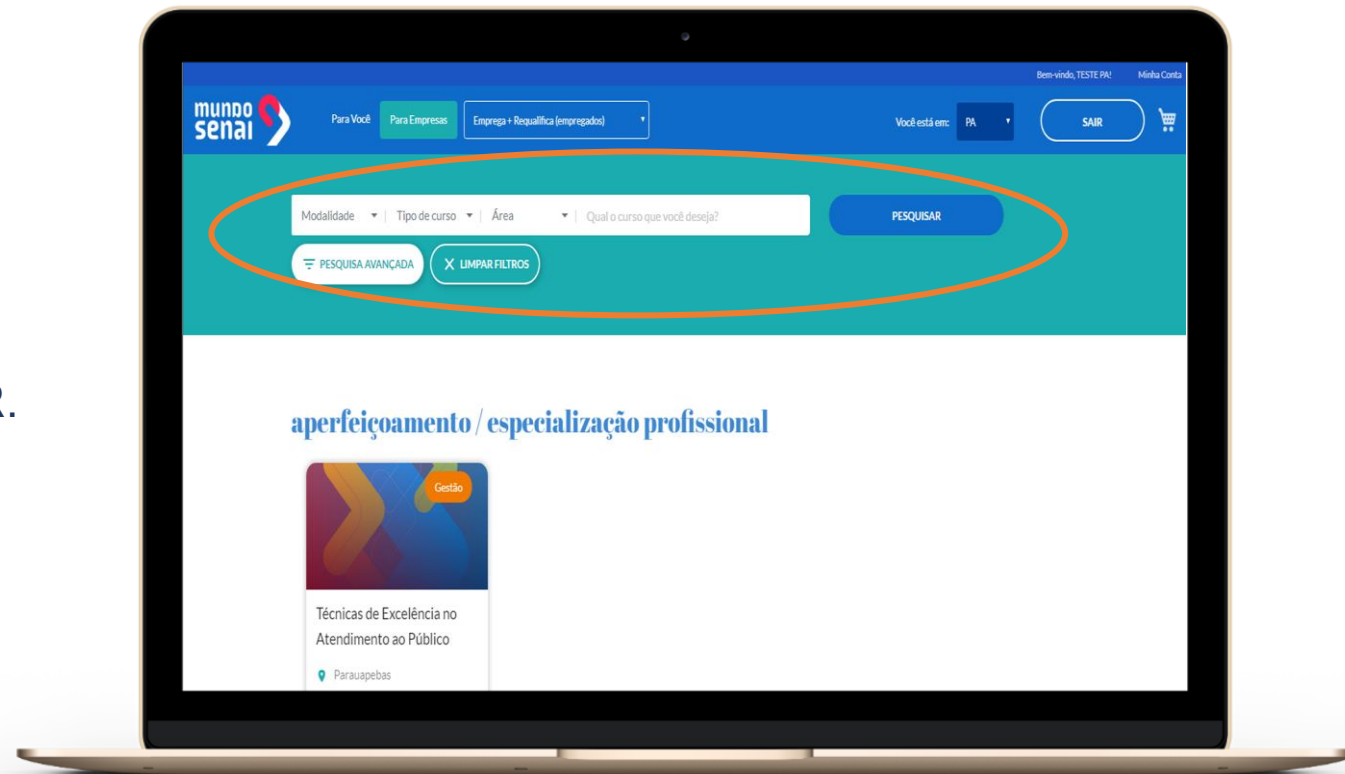 Bem-vindo, TESTE PA! Minha Conta
mundo senai
Para Você Para Empresas Emprega + Requalifica (empregados) Você está em: PA SAIR
Modalidade Tipo de curso Área Qual o curso que você deseja? PESQUISAR
PESQUISA AVANÇADA X LIMPAR FILTROS
R.
aperfeiçoamento / especialização profissional
Gestão
Técnicas de Excelência no
Atendimento ao Público
Parauapebas